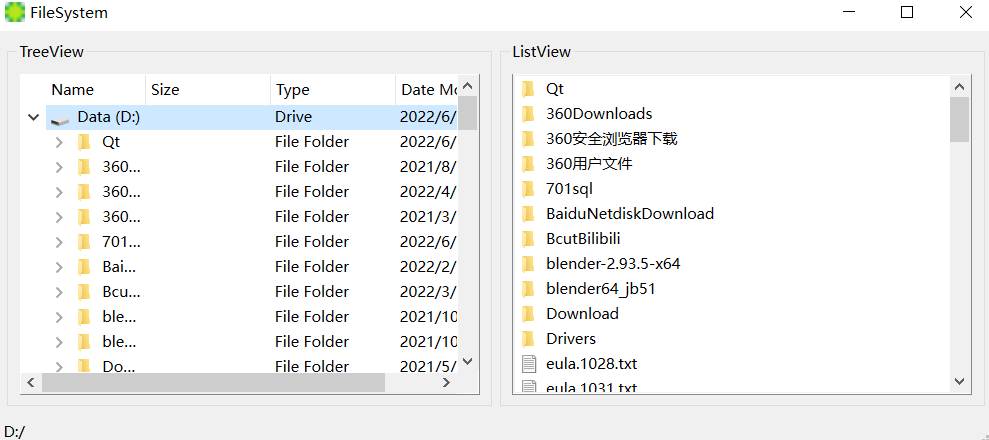 FileSystem
TreeView
Name Size Type Date Mo
Data (D:) Drive 2022/6/
Qt File Folder 2022/6/
360... File Folder 2021/8/
360... File Folder 2022/4/
360... File Folder 2021/3/
701... File Folder 2022/6/
Bai... File Folder 2022/2/
Bcu... File Folder 2022/3/
ble... File Folder 2021/10
ble... File Folder 2021/10
Do... File Folder 2021/5/
ListView
Qt
360Downloads
360安全浏览器下载
360用户文件
701sql
BaiduNetdiskDownload
BcutBilibili
blender-2.93.5-x64
blender64_jb51
Download
Drivers
eula.1028.txt
eula.1031.txt
D:/